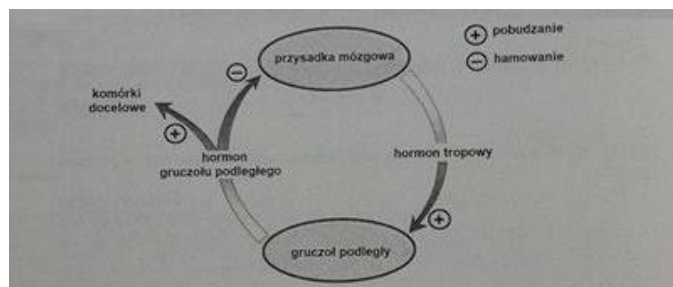 przysadka mózgowa
+ pobudzanie
− hamowanie
−
komórki
docelowe
+
hormon
gruczołu podległego
hormon tropowy
+
gruczoł podległy